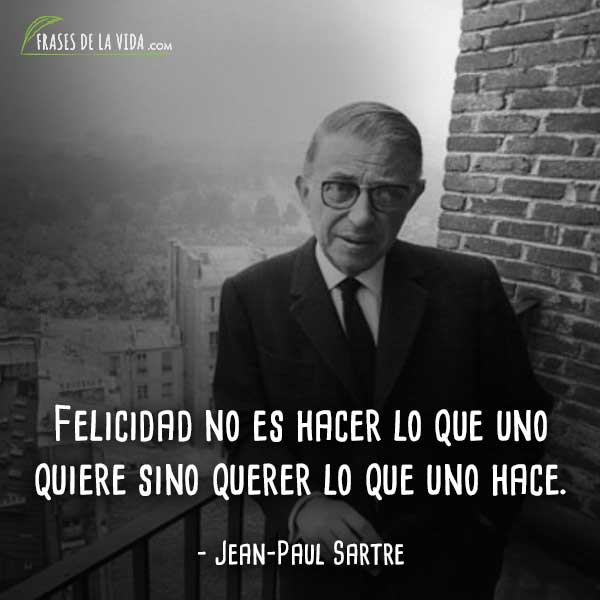 FRASES DE LA VIDA.COM
FELICIDAD NO ES HACER LO QUE UNO
QUIERE SINO QUERER LO QUE UNO HACE.
- JEAN-PAUL SARTRE